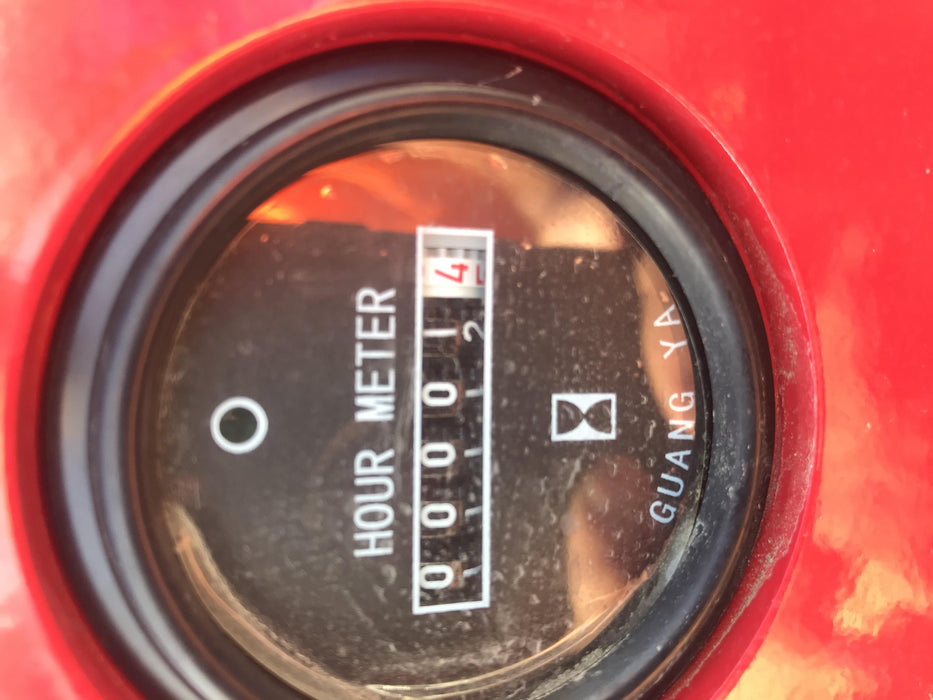 HOUR METER
000014
GUANG YA